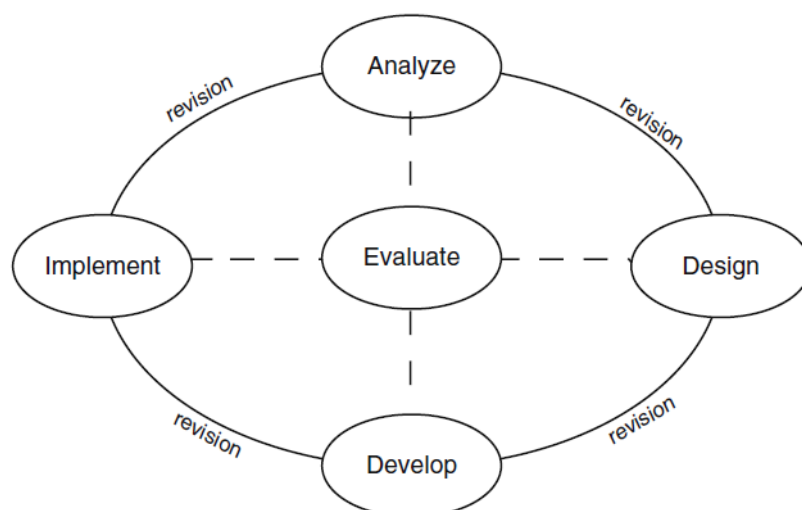 Analyze
revision
revision
Implement
Evaluate
Design
revision
revision
Develop